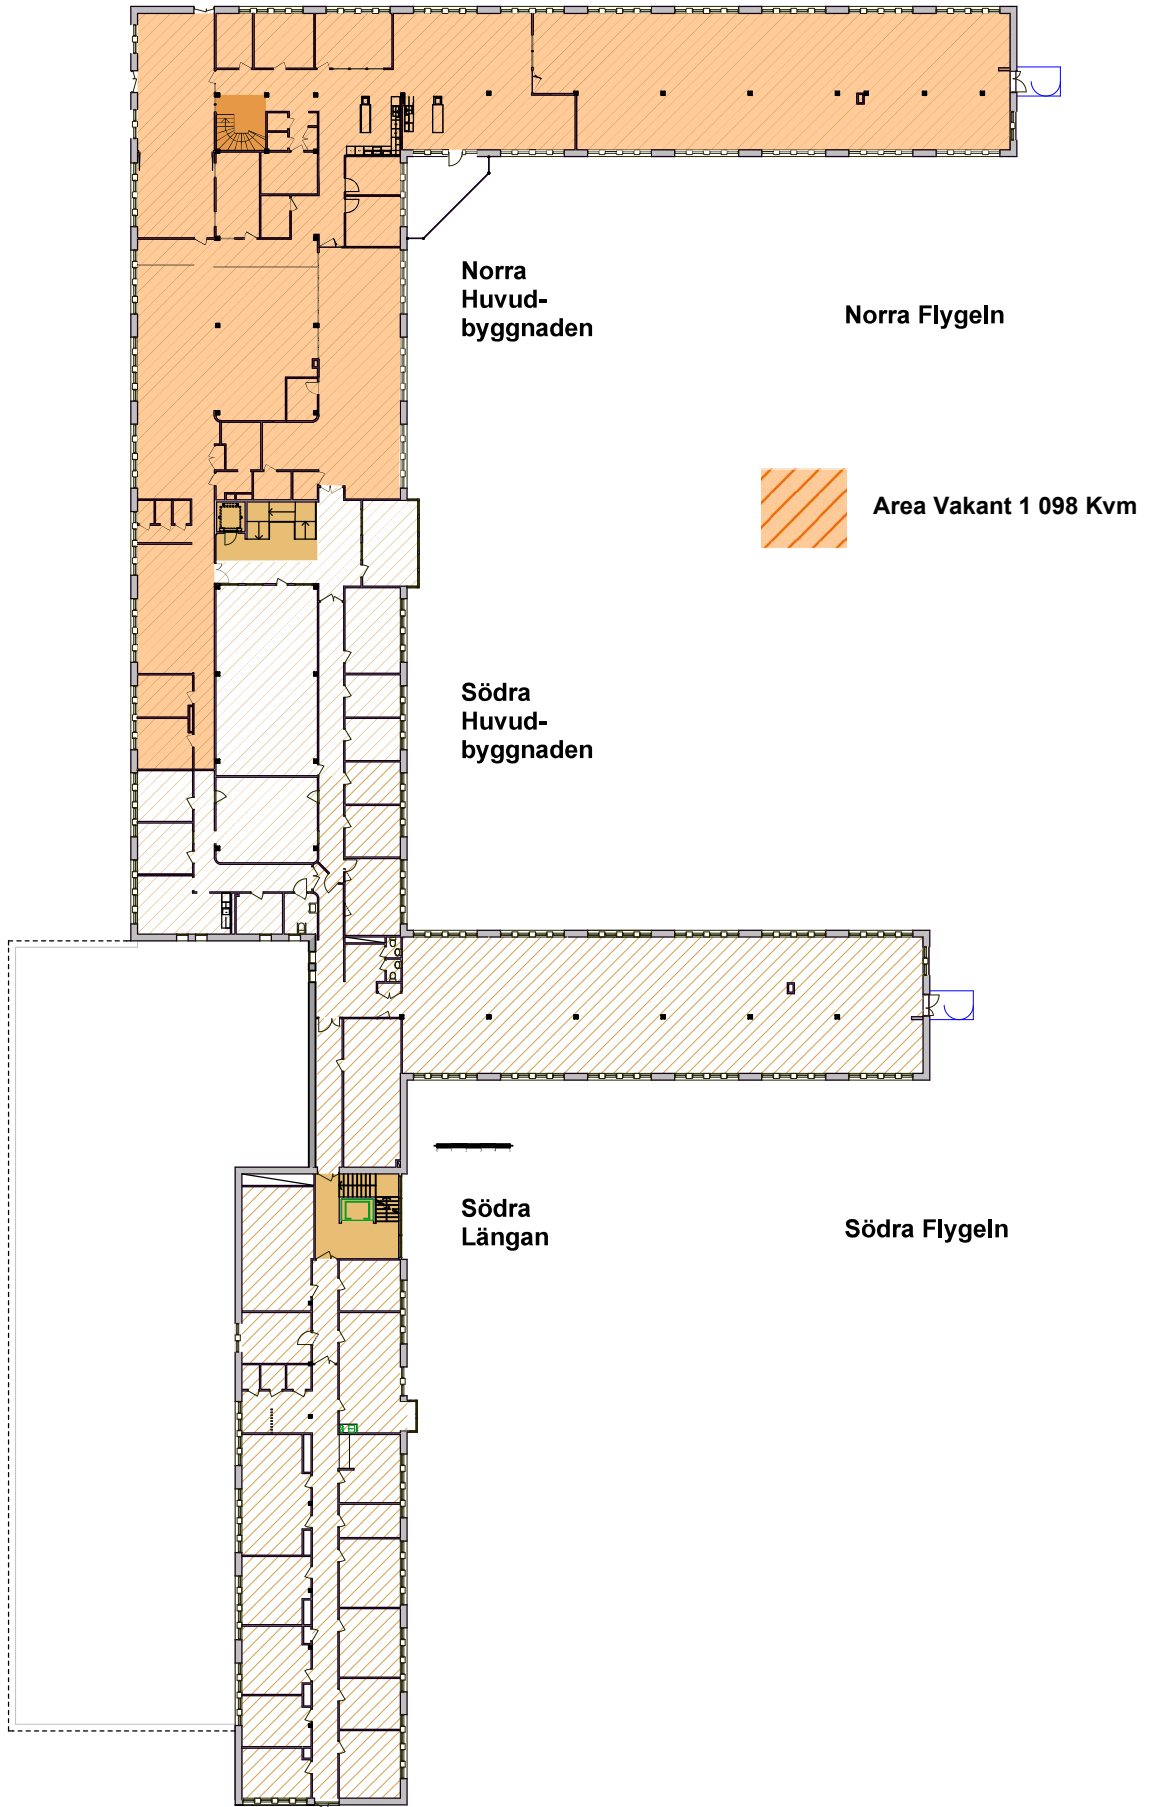 Norra
Huvud-
byggnaden
Norra Flygeln
Area Vakant 1 098 Kvm
Södra
Huvud-
byggnaden
Södra
Längan
Södra Flygeln